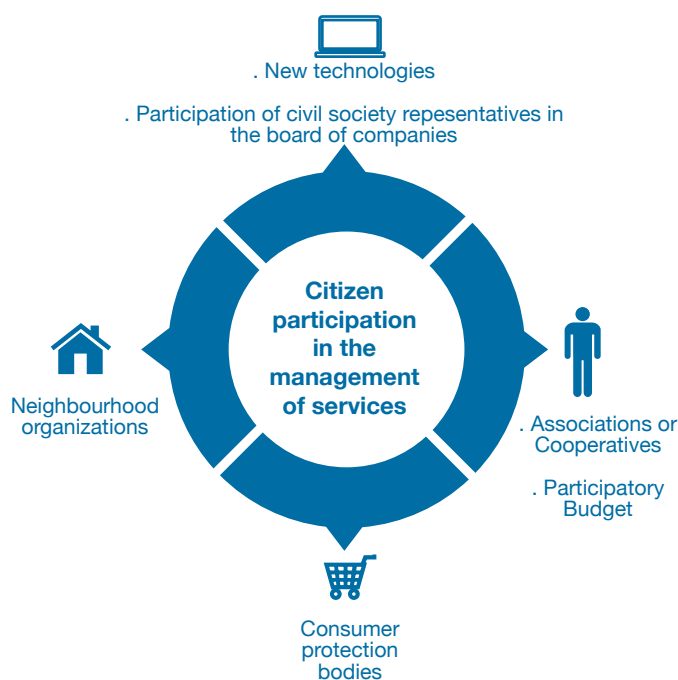 . New technologies
. Participation of civil society repesentatives in
the board of companies
Citizen
participation
in the
management
of services
Neighbourhood
organizations
. Associations or
Cooperatives
. Participatory
Budget
Consumer
protection
bodies